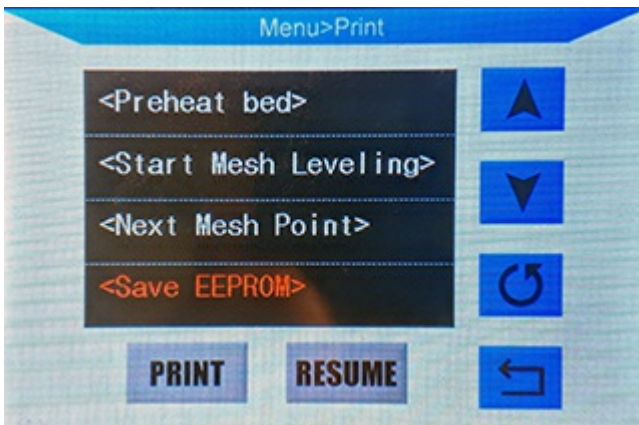 Menu>Print
<Preheat bed>
<Start Mesh Leveling>
<Next Mesh Point>
<Save EEPROM>
PRINT RESUME